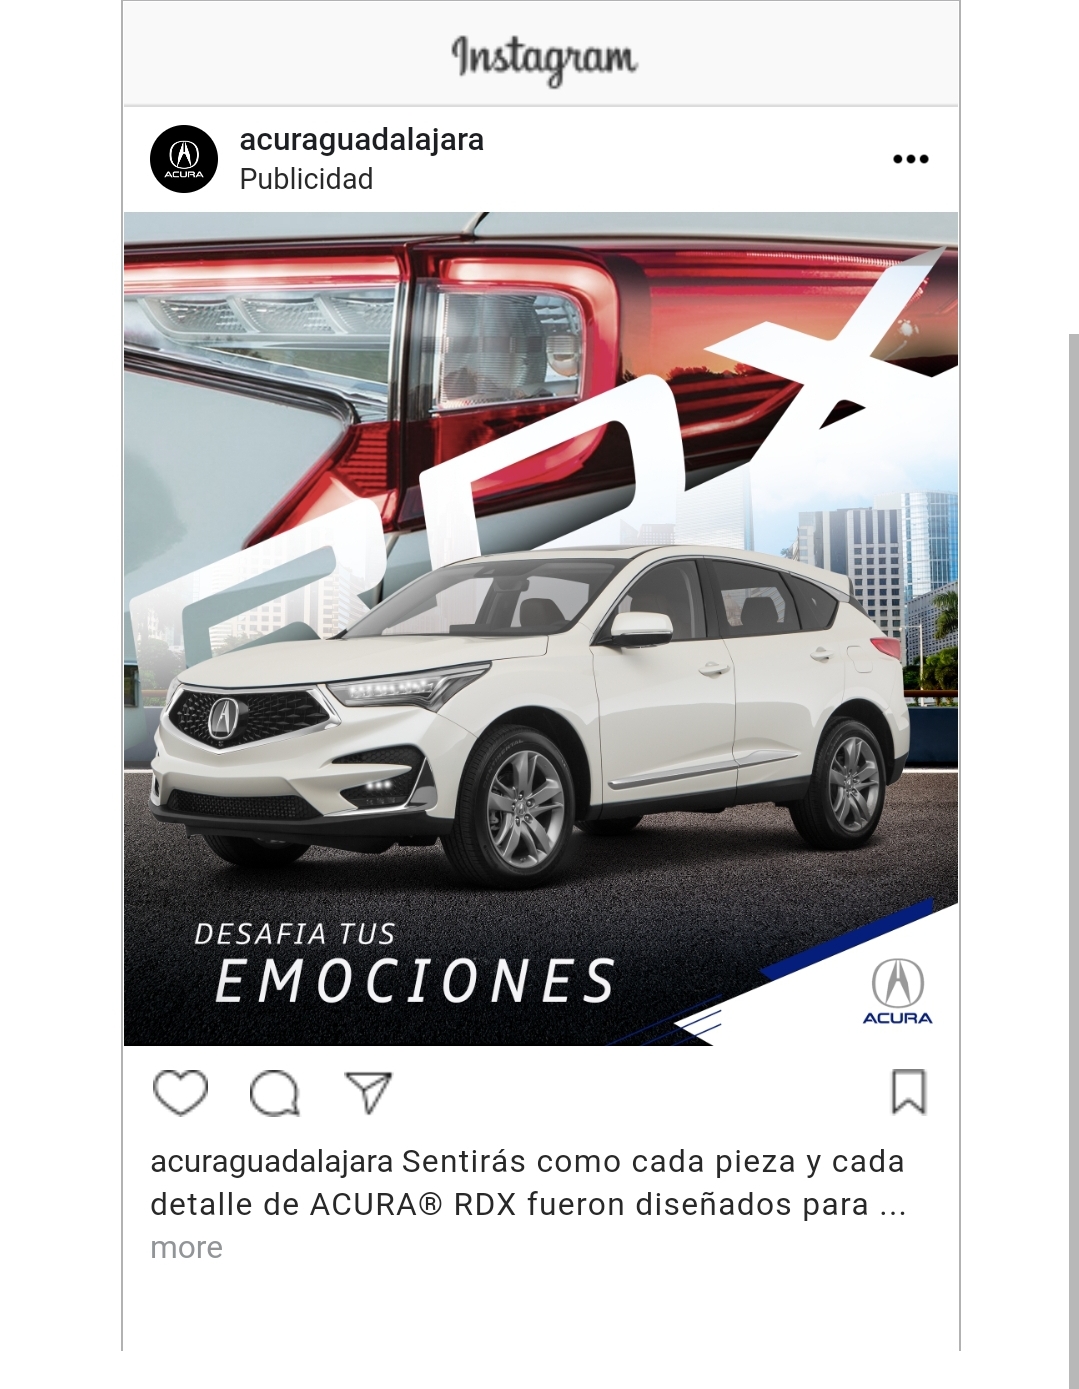 Instagram
acuraguadalajara
Publicidad
ACURA
RDX
DESAFIA TUS
EMOCIONES
ACURA
acuraguadalajara Sentirás como cada pieza y cada
detalle de ACURA® RDX fueron diseñados para ...
more